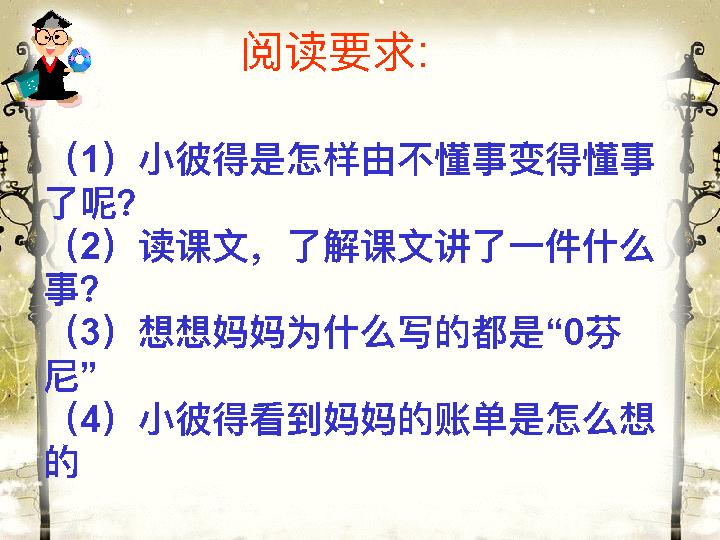 阅读要求:
（1）小彼得是怎样由不懂事变得懂事
了呢?
（2）读课文，了解课文讲了一件什么
事?
（3）想想妈妈为什么写的都是“0芬
尼”
（4）小彼得看到妈妈的账单是怎么想
的